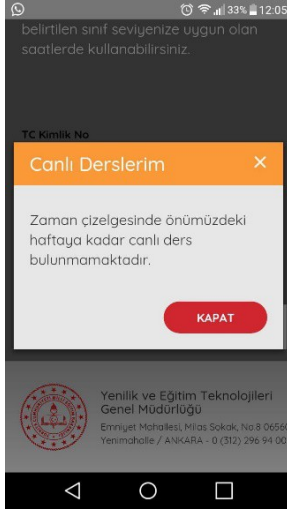 33% 12:05
belirtilen sınıf seviyenize uygun olan
saatlerde kullanabilirsiniz.
TC Kimlik No
Canlı Derslerim ×
Zaman çizelgesinde önümüzdeki
haftaya kadar canlı ders
bulunmamaktadır.
KAPAT
Yenilik ve Eğitim Teknolojileri
Genel Müdürlüğü
Emniyet Mahallesi, Milas Sokak, No.8 0656
Yenimahalle / ANKARA - 0 (312) 296 94 00